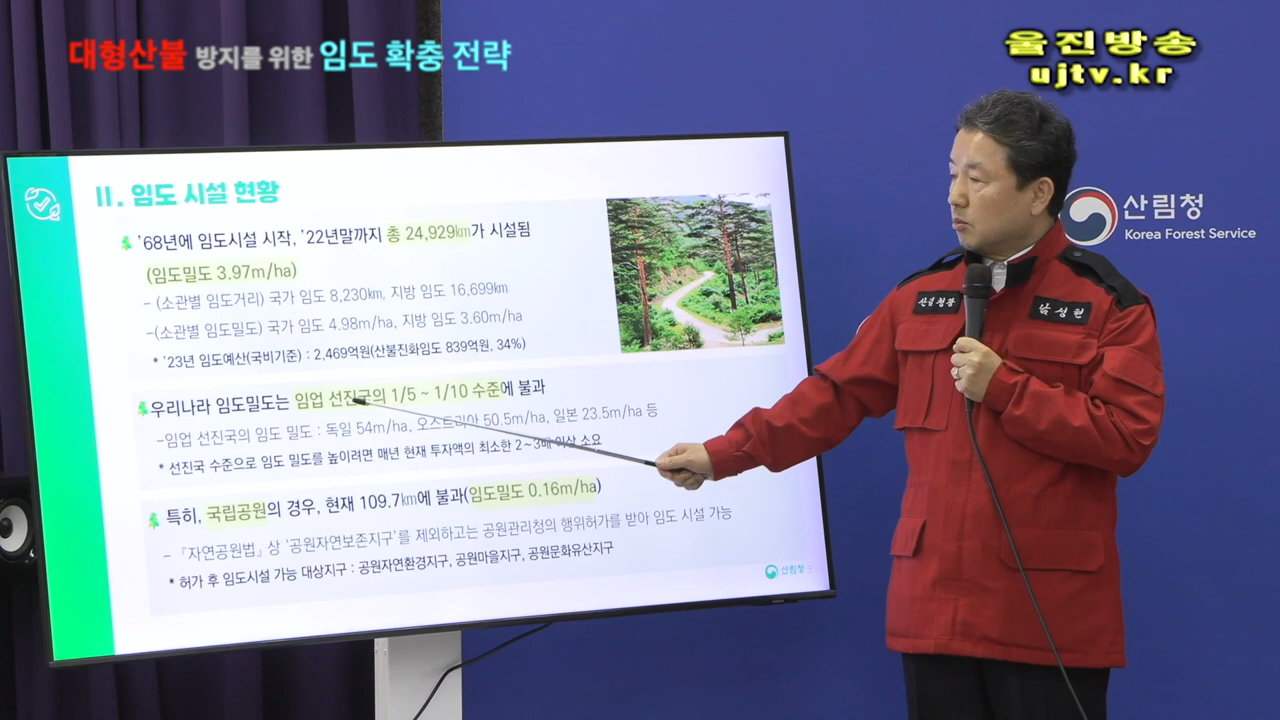 대형산불 방지를 위한 임도 확충 전략
울진방송
ujtv.kr
Ⅱ. 임도 시설 현황
'68년에 임도시설 시작, '22년말까지 총 24,929㎞가 시설됨
(임도밀도 3.97m/ha)
- (소관별 임도거리) 국가 임도 8,230㎞, 지방 임도 16,699㎞
-(소관별 임도밀도) 국가 임도 4.98m/ha, 지방 임도 3.60m/ha
* '23년 임도예산(국비기준) : 2,469억원(산불진화임도 839억원, 34%)
우리나라 임도밀도는 임업 선진국의 1/5 ~ 1/10 수준에 불과
-임업 선진국의 임도 밀도 : 독일 54m/ha, 오스트리아 50.5m/ha, 일본 23.5m/ha 등
* 선진국 수준으로 임도 밀도를 높이려면 매년 현재 투자액의 최소한 2~3배 이상 소요
특히, 국립공원의 경우, 현재 109.7㎞에 불과(임도밀도 0.16m/ha)
- 『자연공원법』상 '공원자연보존지구'를 제외하고는 공원관리청의 행위허가를 받아 임도 시설 가능
* 허가 후 임도시설 가능 대상지구 : 공원자연환경지구, 공원마을지구, 공원문화유산지구
산림청 3
산림청
Korea Forest Service
산림청장
남성현